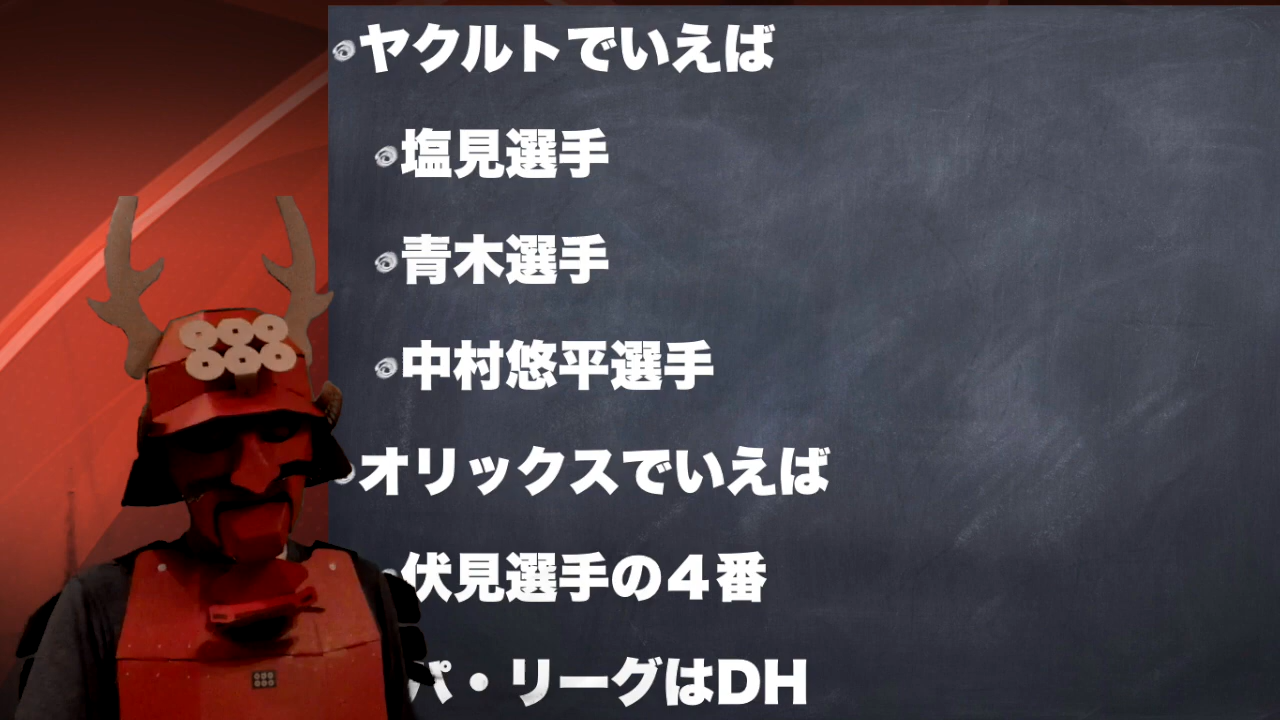 ヤクルトでいえば
塩見選手
青木選手
中村悠平選手
オリックスでいえば
伏見選手の４番
パ・リーグはDH